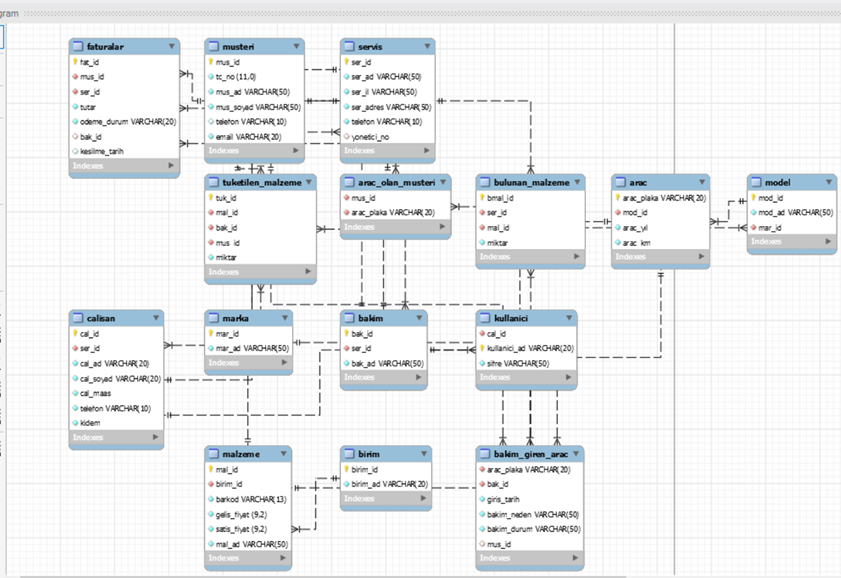 gram
faturalar
fat_id
mus_id
ser_id
tutar
odeme_durum VARCHAR(20)
bak_id
kesilme_tarih
Indexes
musteri
mus_id
tc_no (11,0)
mus_ad VARCHAR(50)
mus_soyad VARCHAR(50)
telefon VARCHAR(10)
email VARCHAR(20)
Indexes
servis
ser_id
ser_ad VARCHAR(50)
ser_il VARCHAR(50)
ser_adres VARCHAR(50)
telefon VARCHAR(10)
yonetici_no
Indexes
tuketilen_malzeme
tuk_id
mal_id
bak_id
mus_id
miktar
Indexes
arac_olan_musteri
mus_id
arac_plaka VARCHAR(20)
Indexes
bulunan_malzeme
bmal_id
ser_id
mal_id
miktar
Indexes
arac
arac_plaka VARCHAR(20)
mod_id
arac_yil
arac_km
Indexes
model
mod_id
mod_ad VARCHAR(50)
mar_id
Indexes
calisan
cal_id
ser_id
cal_ad VARCHAR(20)
cal_soyad VARCHAR(20)
cal_maas
telefon VARCHAR(10)
kidem
Indexes
marka
mar_id
mar_ad VARCHAR(50)
Indexes
bakim
bak_id
ser_id
bak_ad VARCHAR(50)
Indexes
kullanici
cal_id
kullanici_ad VARCHAR(20)
sifre VARCHAR(50)
Indexes
malzeme
mal_id
birim_id
barkod VARCHAR(13)
gelis_fiyat (9,2)
satis_fiyat (9,2)
mal_ad VARCHAR(50)
Indexes
birim
birim_id
birim_ad VARCHAR(20)
Indexes
bakim_giren_arac
arac_plaka VARCHAR(20)
bak_id
giris_tarih
bakim_neden VARCHAR(50)
bakim_durum VARCHAR(50)
mus_id
Indexes